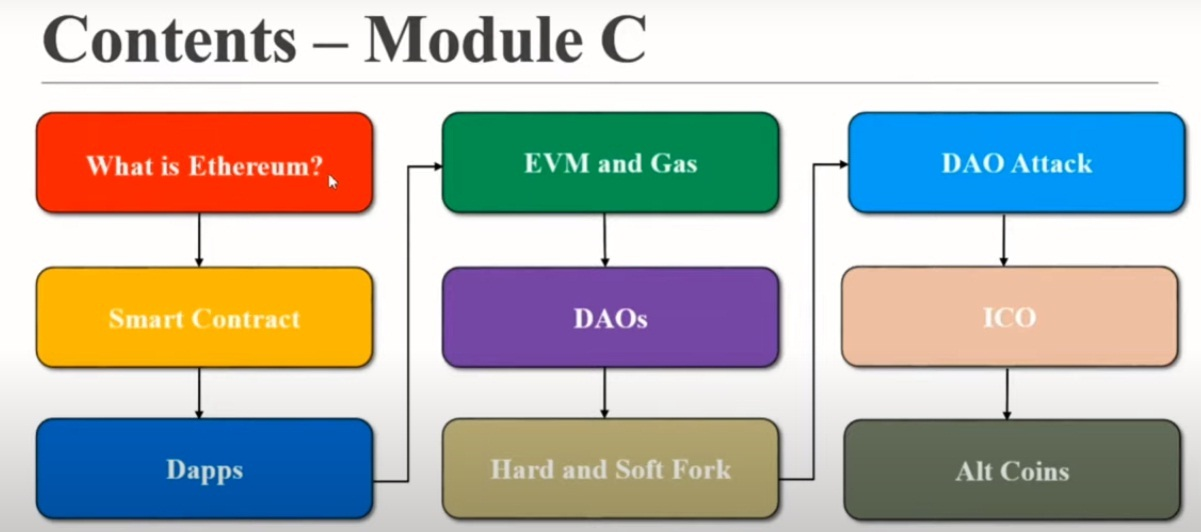 Contents – Module C
What is Ethereum?
Smart Contract
Dapps
EVM and Gas
DAOs
Hard and Soft Fork
DAO Attack
ICO
Alt Coins